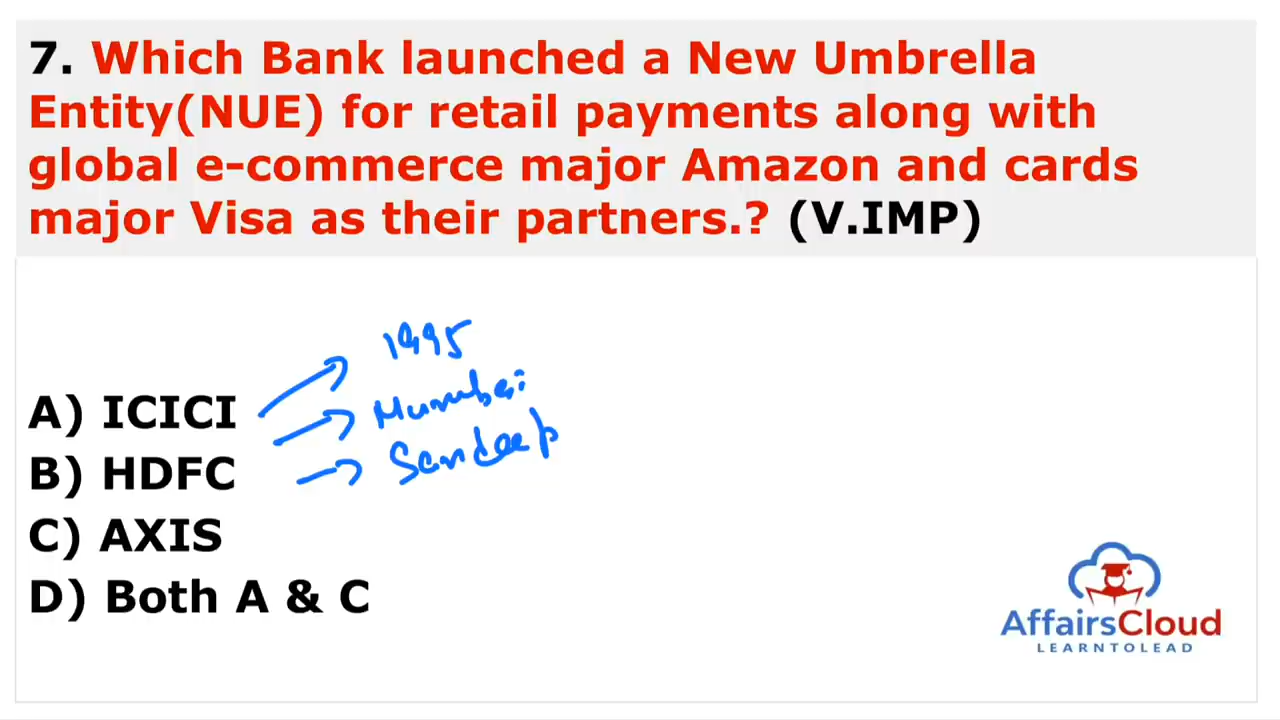 7. Which Bank launched a New Umbrella
Entity(NUE) for retail payments along with
global e-commerce major Amazon and cards
major Visa as their partners.? (V.IMP)
1995
A) ICICI
Mumbai
B) HDFC
Sandeep
C) AXIS
D) Both A & C
AffairsCloud
LEARNTOLEAD